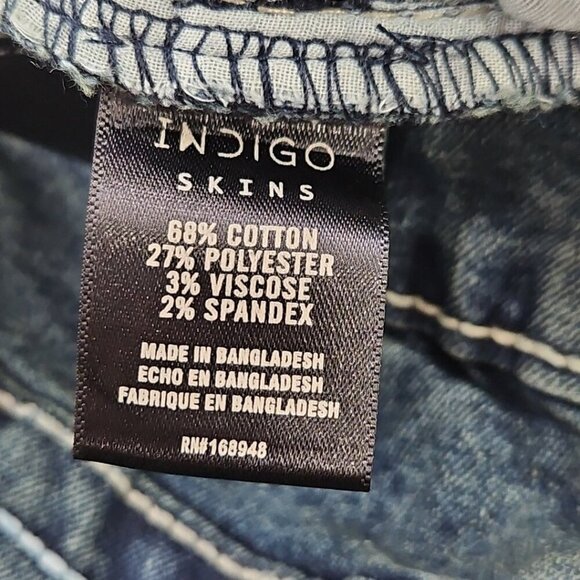 INDIGO
SKINS
68% COTTON
27% POLYESTER
3% VISCOSE
2% SPANDEX
MADE IN BANGLADESH
ECHO EN BANGLADESH
FABRIQUE EN BANGLADESH
RN#168948